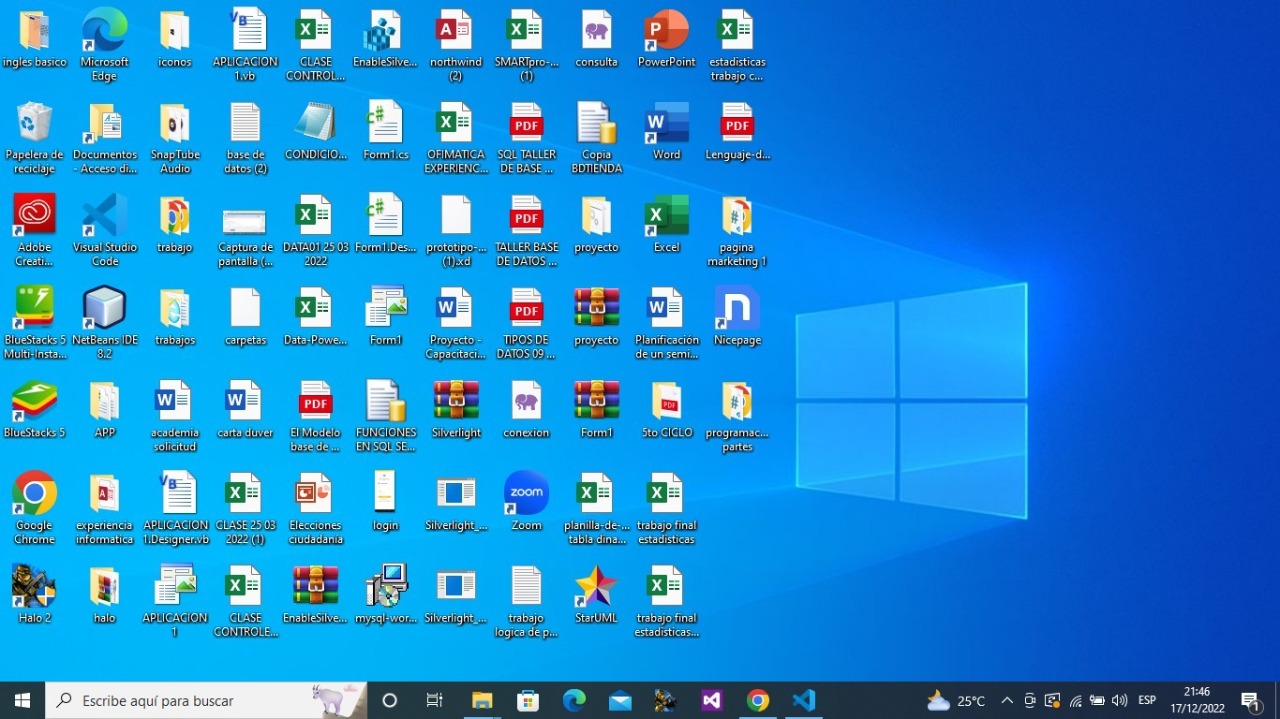 ingles basico
Microsoft
Edge
iconos
APLICACION
1.vb
CLASE
CONTROL...
EnableSilve...
northwind
(2)
SMARTpro-...
(1)
consulta
PowerPoint
estadisticas
trabajo c...
Papelera de
reciclaje
Documentos
- Acceso di...
SnapTube
Audio
base de
datos (2)
CONDICIO...
Form1.cs
OFIMATICA
EXPERIENC...
PDF
SQL TALLER
DE BASE ...
Copia
BDTIENDA
Word
PDF
Lenguaje-d...
Adobe
Creati...
Visual Studio
Code
trabajo
Captura de
pantalla (...
DATA01 25 03
2022
Form1.Des...
prototipo-...
(1).xd
PDF
TALLER BASE
DE DATOS ...
proyecto
Excel
pagina
marketing 1
BlueStacks 5
Multi-Insta...
NetBeans IDE
8.2
trabajos
carpetas
Data-Powe...
Form1
Proyecto -
Capacitaci...
PDF
TIPOS DE
DATOS 09 ...
proyecto
Planificación
de un semi...
Nicepage
BlueStacks 5
APP
academia
solicitud
carta duver
PDF
El Modelo
base de ...
FUNCIONES
EN SQL SE...
Silverlight
conexion
Form1
5to CICLO
programac...
partes
Google
Chrome
experiencia
informatica
APLICACION
1.Designer.vb
CLASE 25 03
2022 (1)
Elecciones
ciudadania
login
Silverlight_...
zoom
Zoom
planilla-de-...
tabla dina...
trabajo final
estadisticas
Halo 2
halo
APLICACION
1
CLASE
CONTROLE...
EnableSilve...
mysql-wor...
Silverlight_...
trabajo
logica de p...
StarUML
trabajo final
estadisticas...
Escribe aquí para buscar
25°C
ESP
21:46
17/12/2022
1